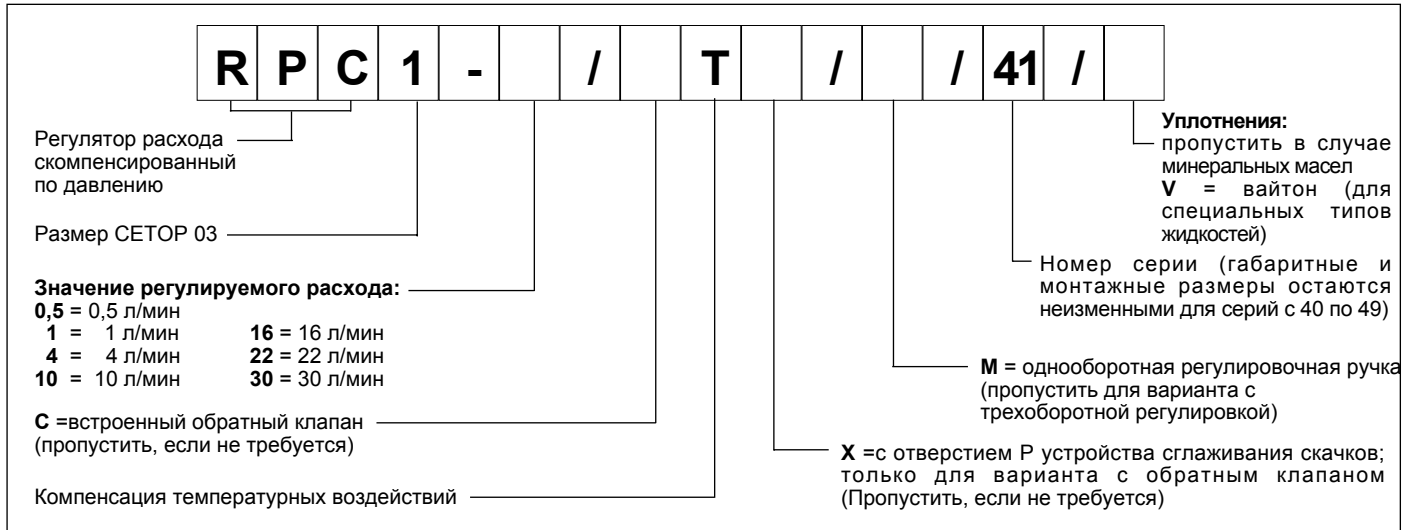 R P C 1 - / T / / 41 /
Регулятор расхода
скомпенсированный
по давлению
Размер CETOP 03
Значение регулируемого расхода:
0,5 = 0,5 л/мин
1 = 1 л/мин 16 = 16 л/мин
4 = 4 л/мин 22 = 22 л/мин
10 = 10 л/мин 30 = 30 л/мин
C =встроенный обратный клапан
(пропустить, если не требуется)
Компенсация температурных воздействий
Уплотнения:
пропустить в случае
минеральных масел
V = вайтон (для
специальных типов
жидкостей)
Номер серии (габаритные и
монтажные размеры остаются
неизменными для серий с 40 по 49)
M = однооборотная регулировочная ручка
(пропустить для варианта с
трехоборотной регулировкой)
X =с отверстием P устройства сглаживания скачков;
только для варианта с обратным клапаном
(Пропустить, если не требуется)